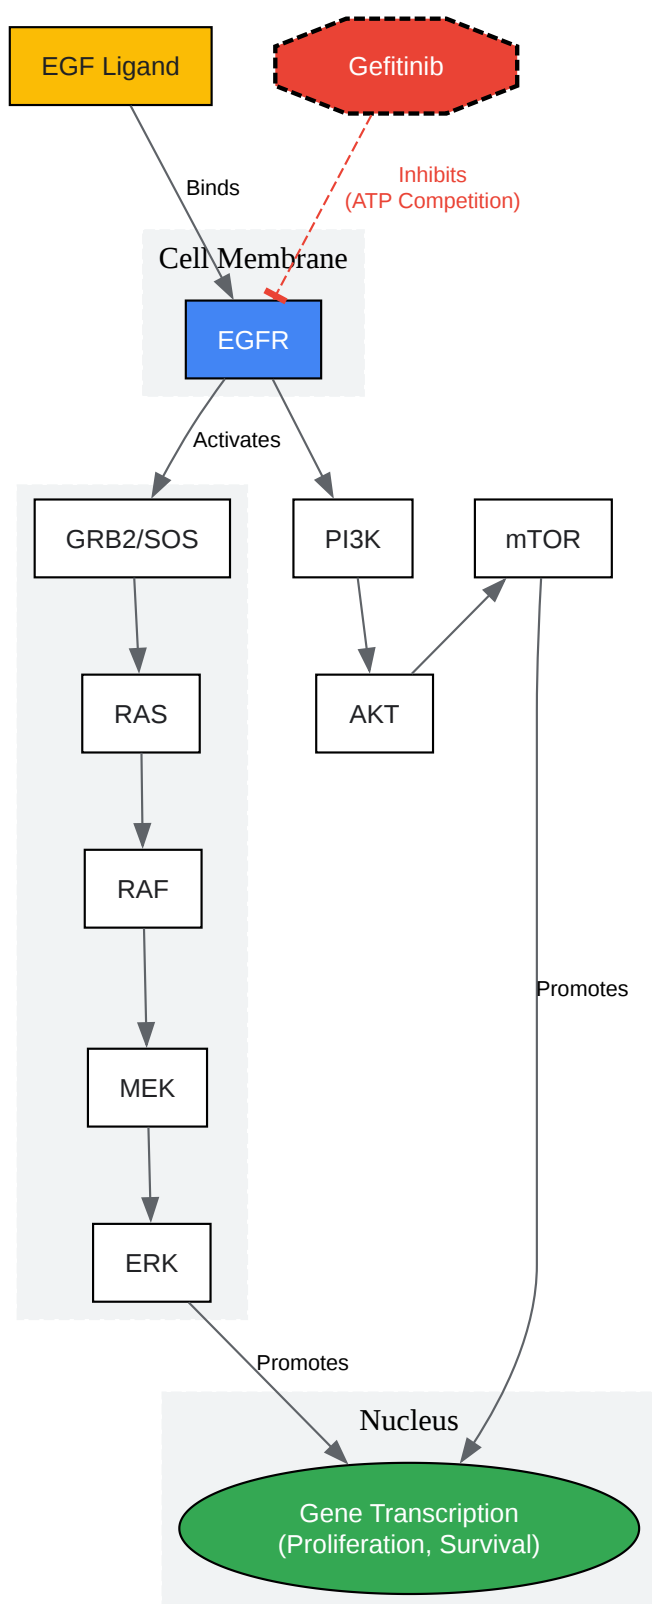 EGF Ligand
Gefitinib
Binds
Inhibits
(ATP Competition)
Cell Membrane
EGFR
Activates
GRB2/SOS
PI3K
mTOR
RAS
AKT
RAF
Promotes
MEK
ERK
Promotes
Nucleus
Gene Transcription
(Proliferation, Survival)